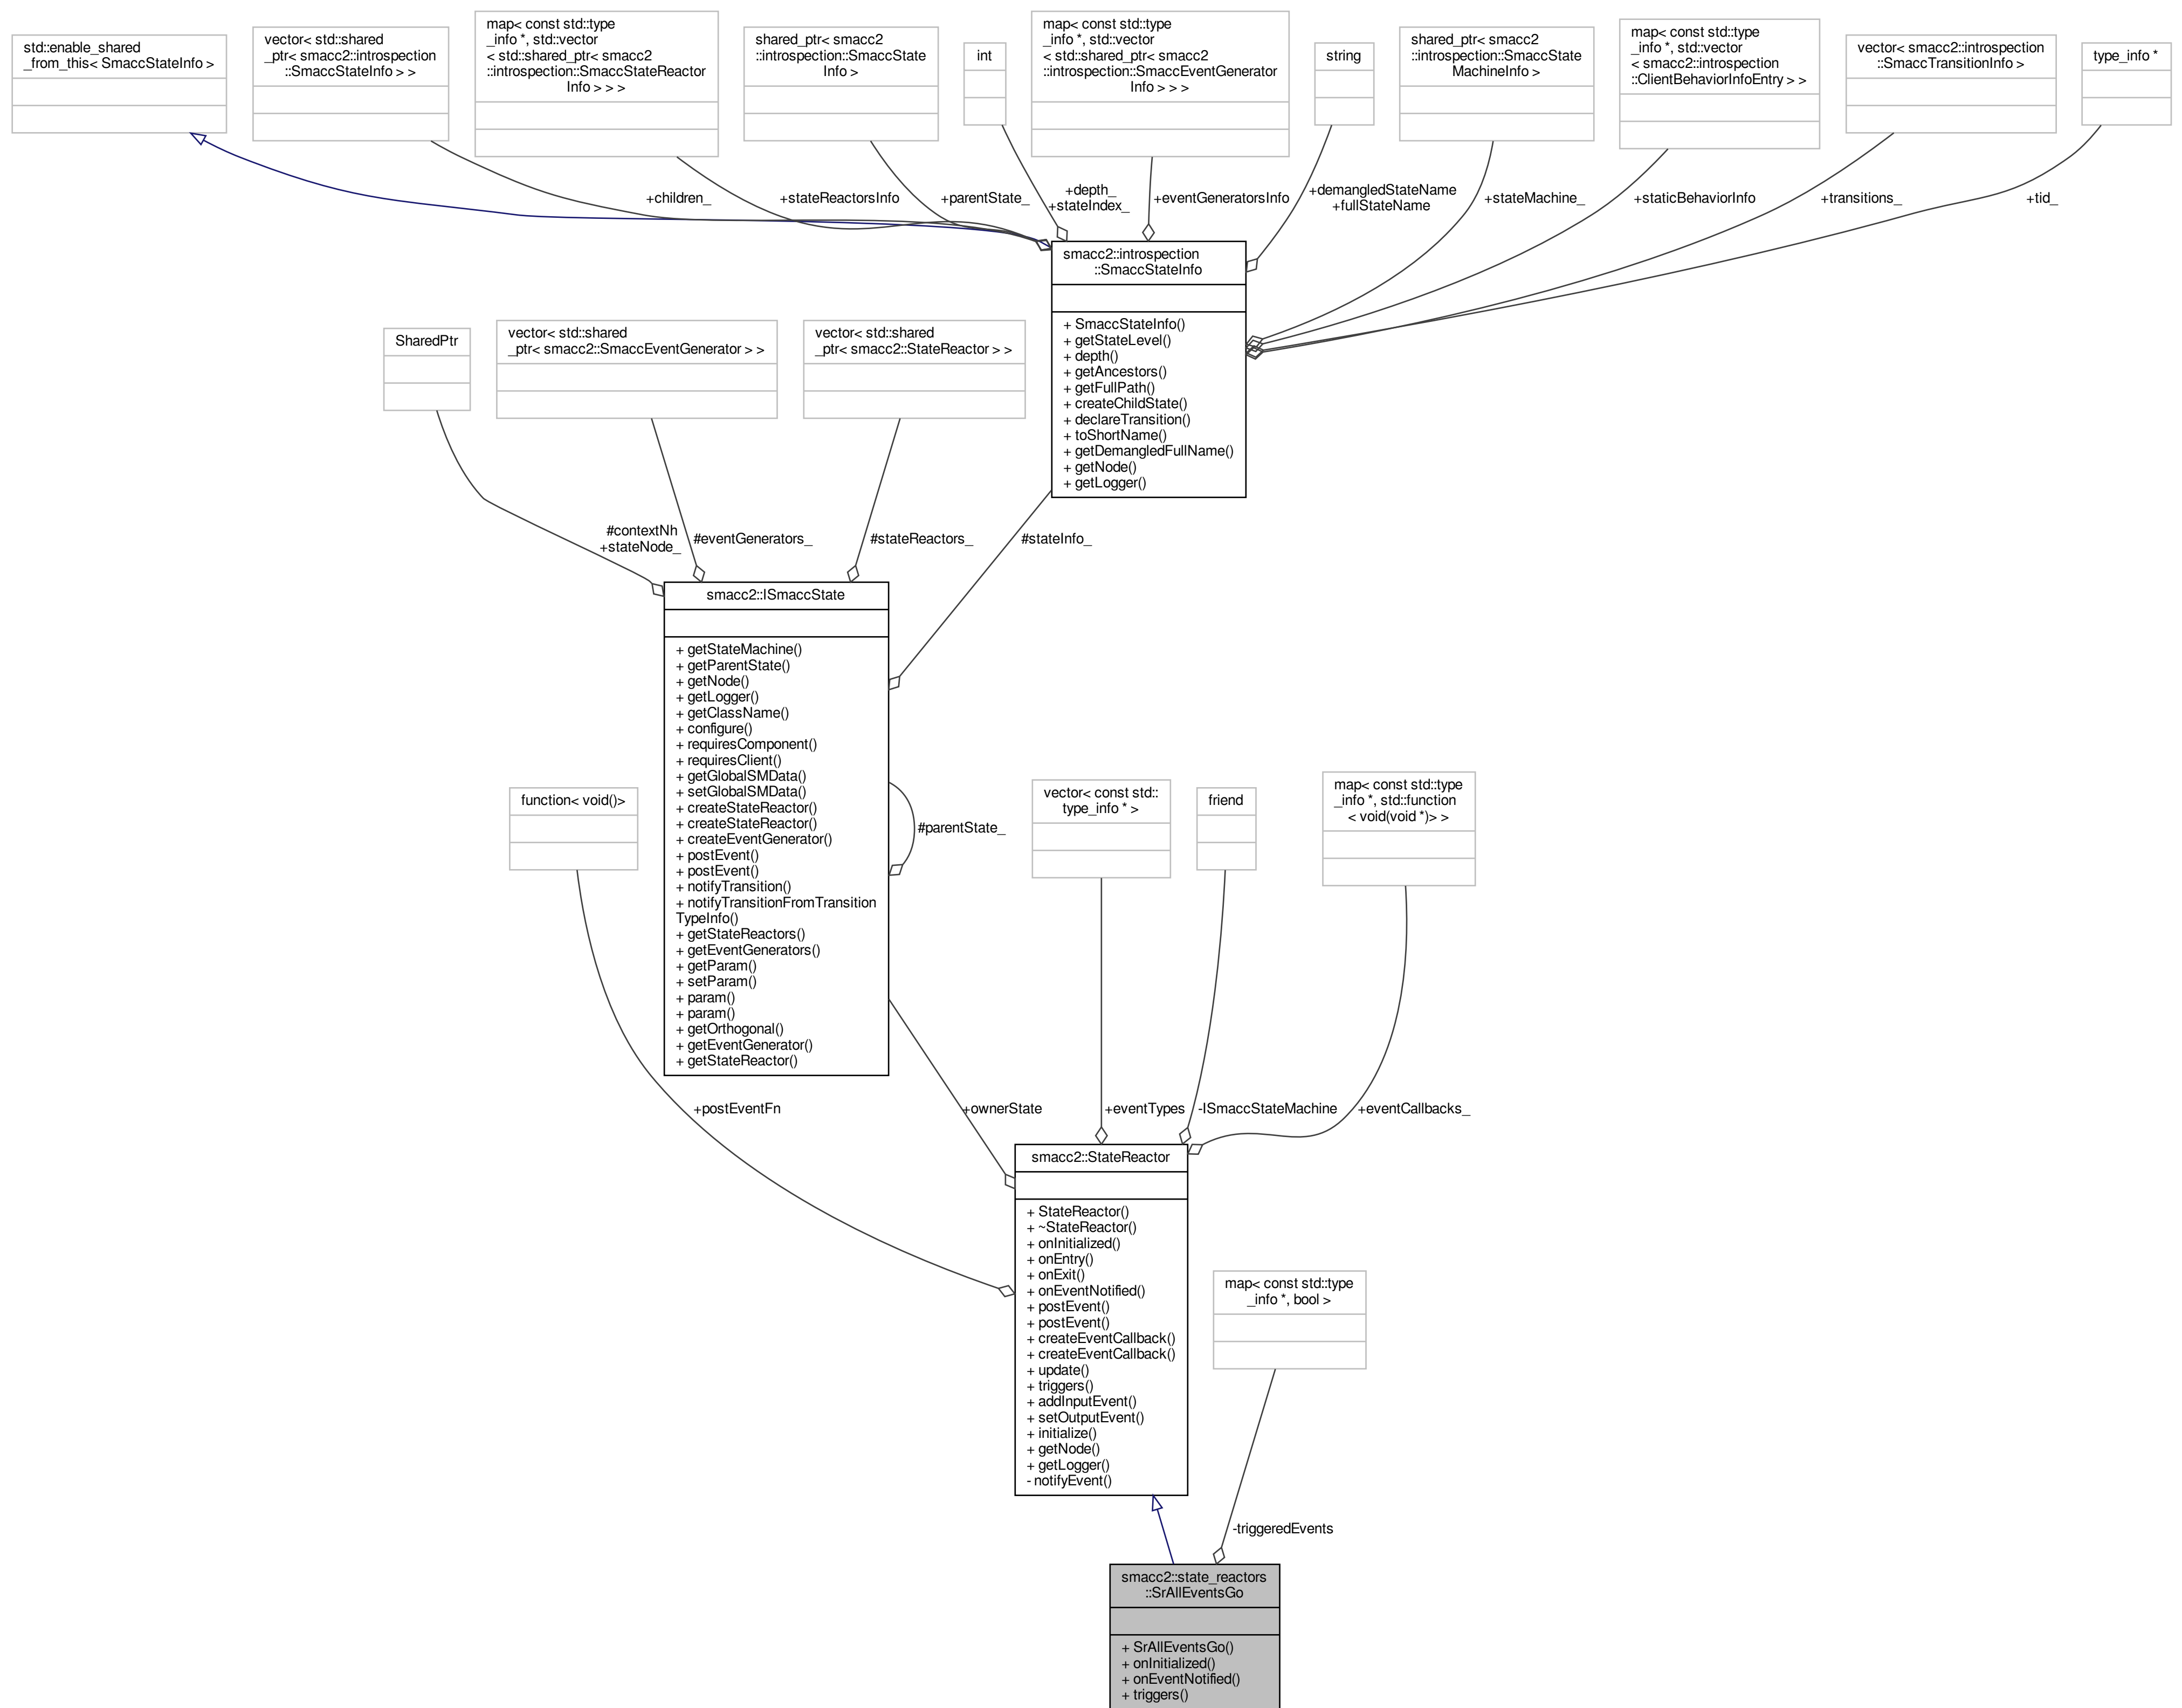 std::enable_shared
_from_this< SmaccStateInfo >
vector< std::shared
_ptr< smacc2::introspection
::SmaccStateInfo > >
map< const std::type
_info *, std::vector
< std::shared_ptr< smacc2
::introspection::SmaccStateReactor
Info > > >
shared_ptr< smacc2
::introspection::SmaccState
Info >
int
map< const std::type
_info *, std::vector
< std::shared_ptr< smacc2
::introspection::SmaccEventGenerator
Info > > >
string
shared_ptr< smacc2
::introspection::SmaccState
MachineInfo >
map< const std::type
_info *, std::vector
< smacc2::introspection
::ClientBehaviorInfoEntry > >
vector< smacc2::introspection
::SmaccTransitionInfo >
type_info *
+children_
+stateReactorsInfo
+parentState_
+depth_
+stateIndex_
+eventGeneratorsInfo
+demangledStateName
+fullStateName
+stateMachine_
+staticBehaviorInfo
+transitions_
+tid_
smacc2::introspection
::SmaccStateInfo
+ SmaccStateInfo()
+ getStateLevel()
+ depth()
+ getAncestors()
+ getFullPath()
+ createChildState()
+ declareTransition()
+ toShortName()
+ getDemangledFullName()
+ getNode()
+ getLogger()
SharedPtr
vector< std::shared
_ptr< smacc2::SmaccEventGenerator > >
vector< std::shared
_ptr< smacc2::StateReactor > >
#contextNh
+stateNode_
#eventGenerators_
#stateReactors_
#stateInfo_
smacc2::ISmaccState
+ getStateMachine()
+ getParentState()
+ getNode()
+ getLogger()
+ getClassName()
+ configure()
+ requiresComponent()
+ requiresClient()
+ getGlobalSMData()
+ setGlobalSMData()
+ createStateReactor()
+ createStateReactor()
+ createEventGenerator()
+ postEvent()
+ postEvent()
+ notifyTransition()
+ notifyTransitionFromTransition
TypeInfo()
+ getStateReactors()
+ getEventGenerators()
+ getParam()
+ setParam()
+ param()
+ param()
+ getOrthogonal()
+ getEventGenerator()
+ getStateReactor()
#parentState_
function< void()>
vector< const std::
type_info * >
friend
map< const std::type
_info *, std::function
< void(void *)> >
+postEventFn
+ownerState
+eventTypes
-ISmaccStateMachine
+eventCallbacks_
smacc2::StateReactor
+ StateReactor()
+ ~StateReactor()
+ onInitialized()
+ onEntry()
+ onExit()
+ onEventNotified()
+ postEvent()
+ postEvent()
+ createEventCallback()
+ createEventCallback()
+ update()
+ triggers()
+ addInputEvent()
+ setOutputEvent()
+ initialize()
+ getNode()
+ getLogger()
- notifyEvent()
map< const std::type
_info *, bool >
-triggeredEvents
smacc2::state_reactors
::SrAllEventsGo
+ SrAllEventsGo()
+ onInitialized()
+ onEventNotified()
+ triggers()